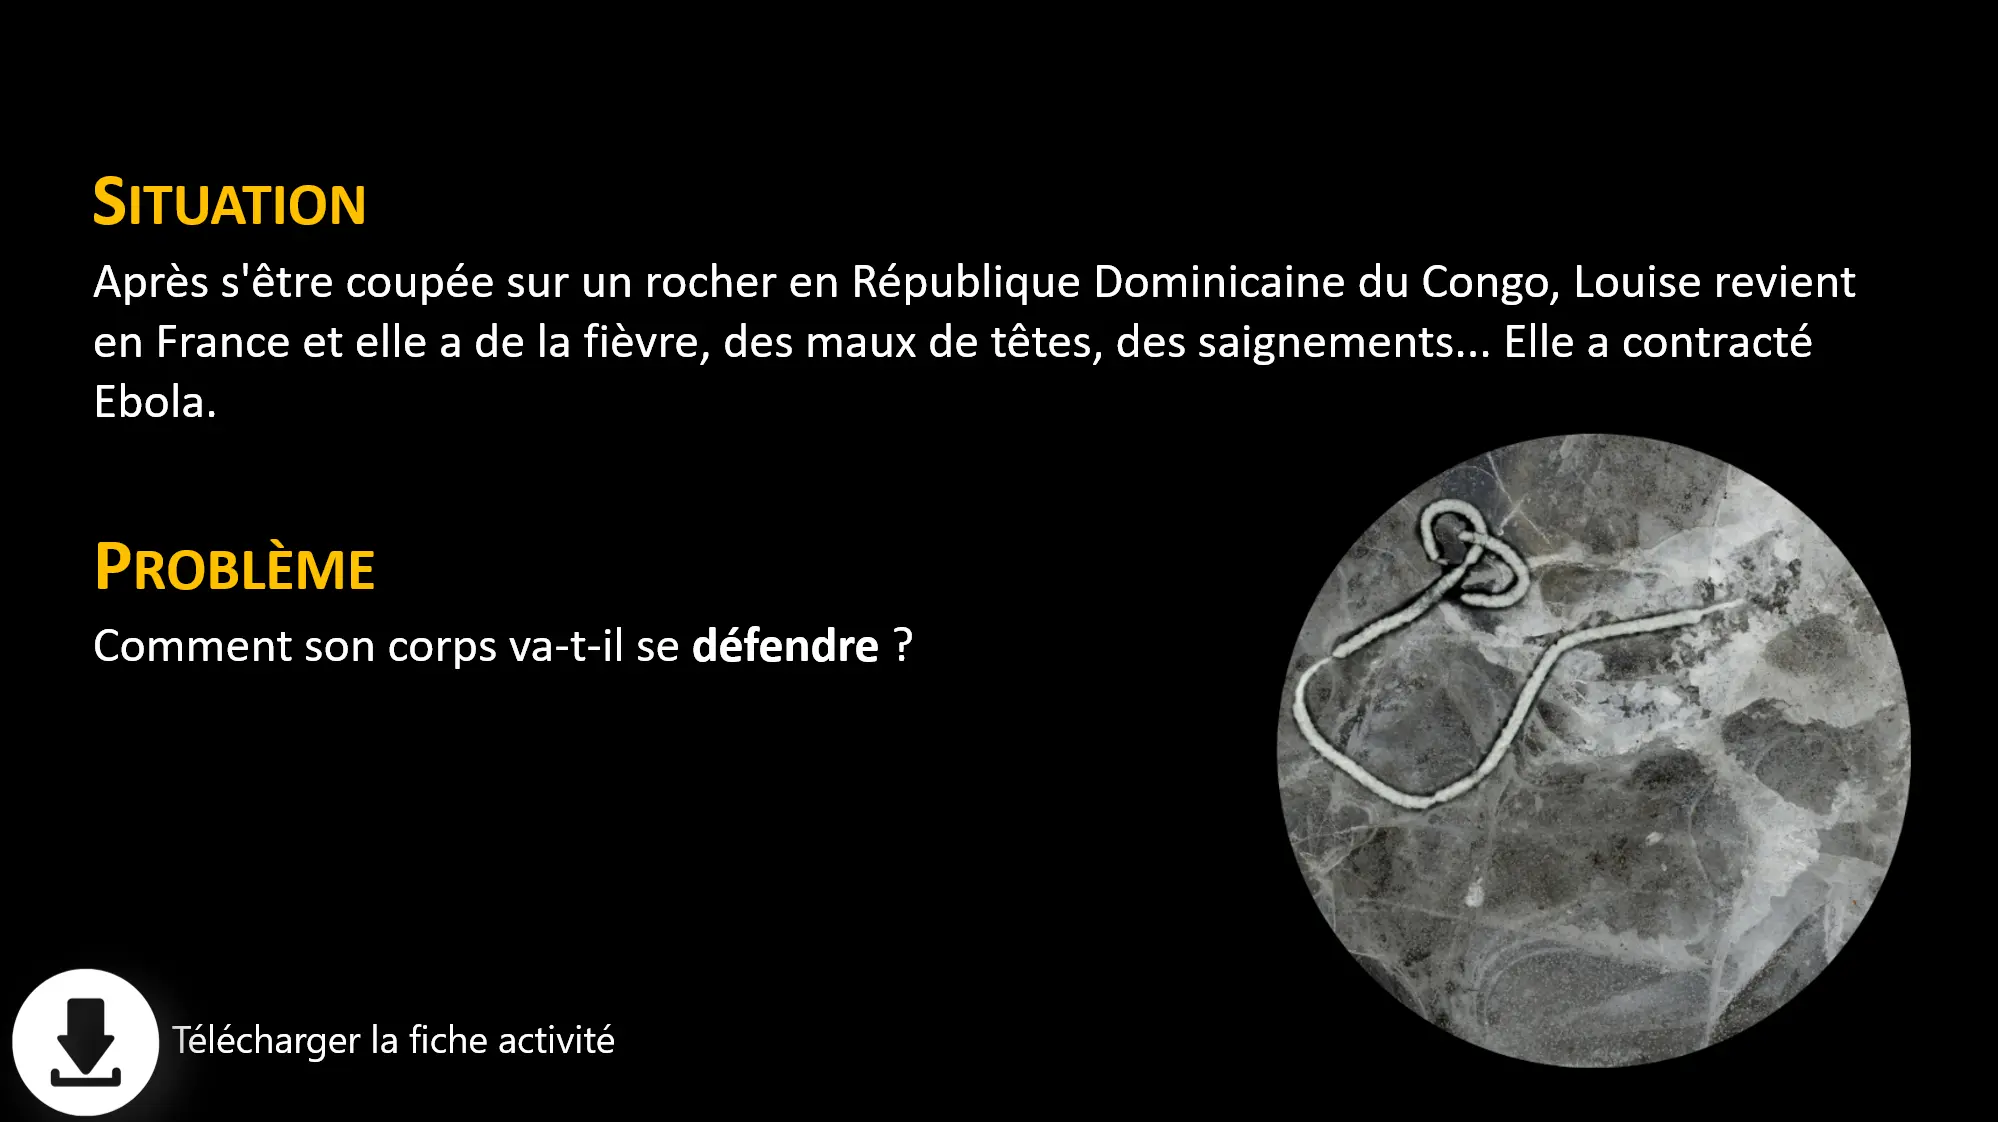 SITUATION
Après s'être coupée sur un rocher en République Dominicaine du Congo, Louise revient
en France et elle a de la fièvre, des maux de têtes, des saignements... Elle a contracté
Ebola.
PROBLÈME
Comment son corps va-t-il se défendre ?
Télécharger la fiche activité